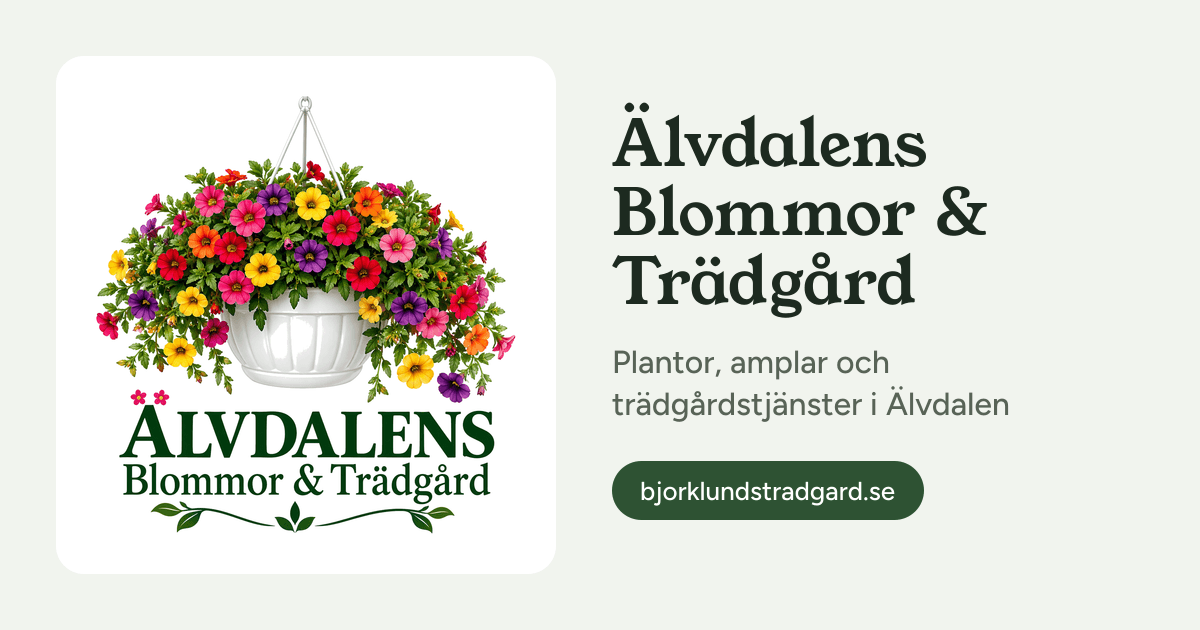 ÄLVDALENS
Blommor & Trädgård
Älvdalens
Blommor &
Trädgård
Plantor, amplar och
trädgårdstjänster i Älvdalen
bjorklundstradgard.se